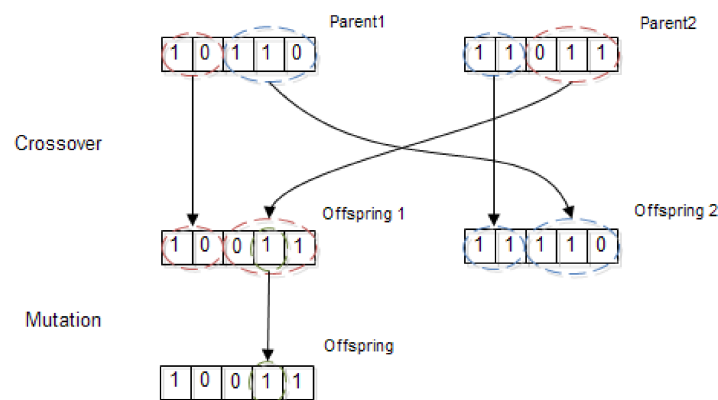 Parent1
Parent2
1 0 1 1 0
1 1 0 1 1
Crossover
Offspring 1
Offspring 2
1 0 0 1 1
1 1 1 1 0
Mutation
Offspring
1 0 0 1 1